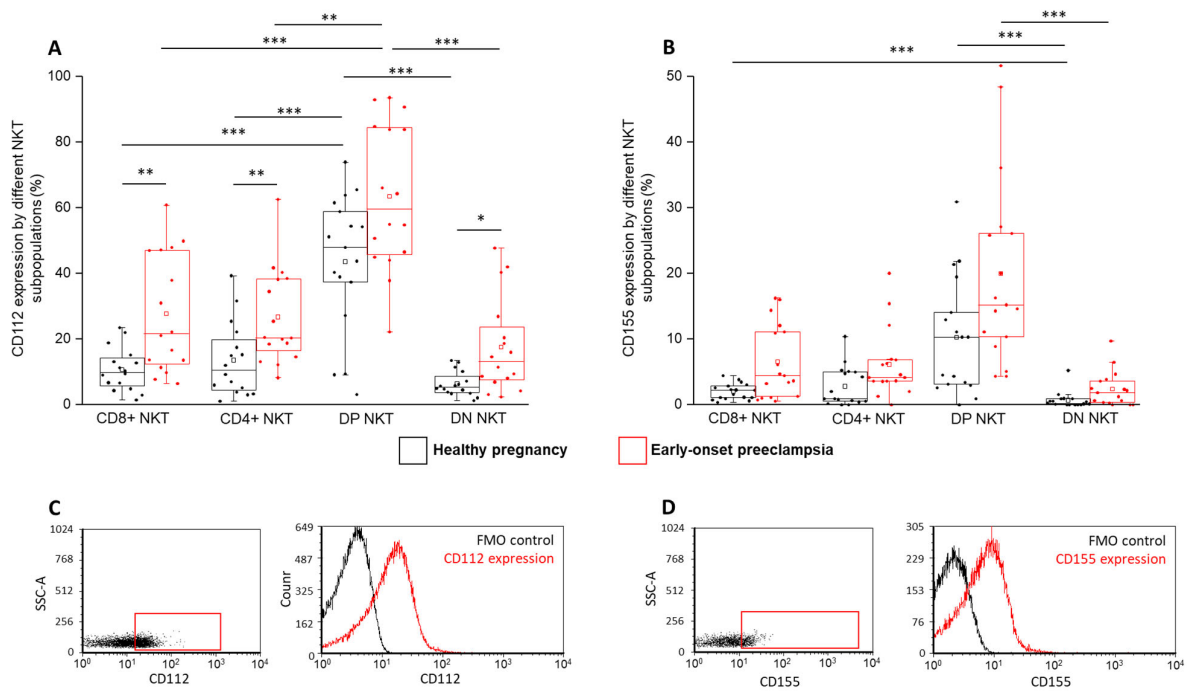 ** ***
*** *** ***
A B ***
*** 
100 50
***
***
80 40
** **
60 30
*
40 20
20 10
0 0
CD112 expression by different NKT
subpopulations (%)
CD8+ NKT CD4+ NKT DP NKT DN NKT
CD155 expression by different NKT
subpopulations (%)
CD8+ NKT CD4+ NKT DP NKT DN NKT
Healthy pregnancy Early-onset preeclampsia
C
1024
768
512
256
0
SSC-A
10⁰ 10¹ 10² 10³ 10⁴
CD112
649
487
325
162
0
Counr
FMO control
CD112 expression
10⁰ 10¹ 10² 10³ 10⁴
CD112
D
1024
768
512
256
0
SSC-A
10⁰ 10¹ 10² 10³ 10⁴
CD155
305
229
153
76
0
FMO control
CD155 expression
10⁰ 10¹ 10² 10³ 10⁴
CD155